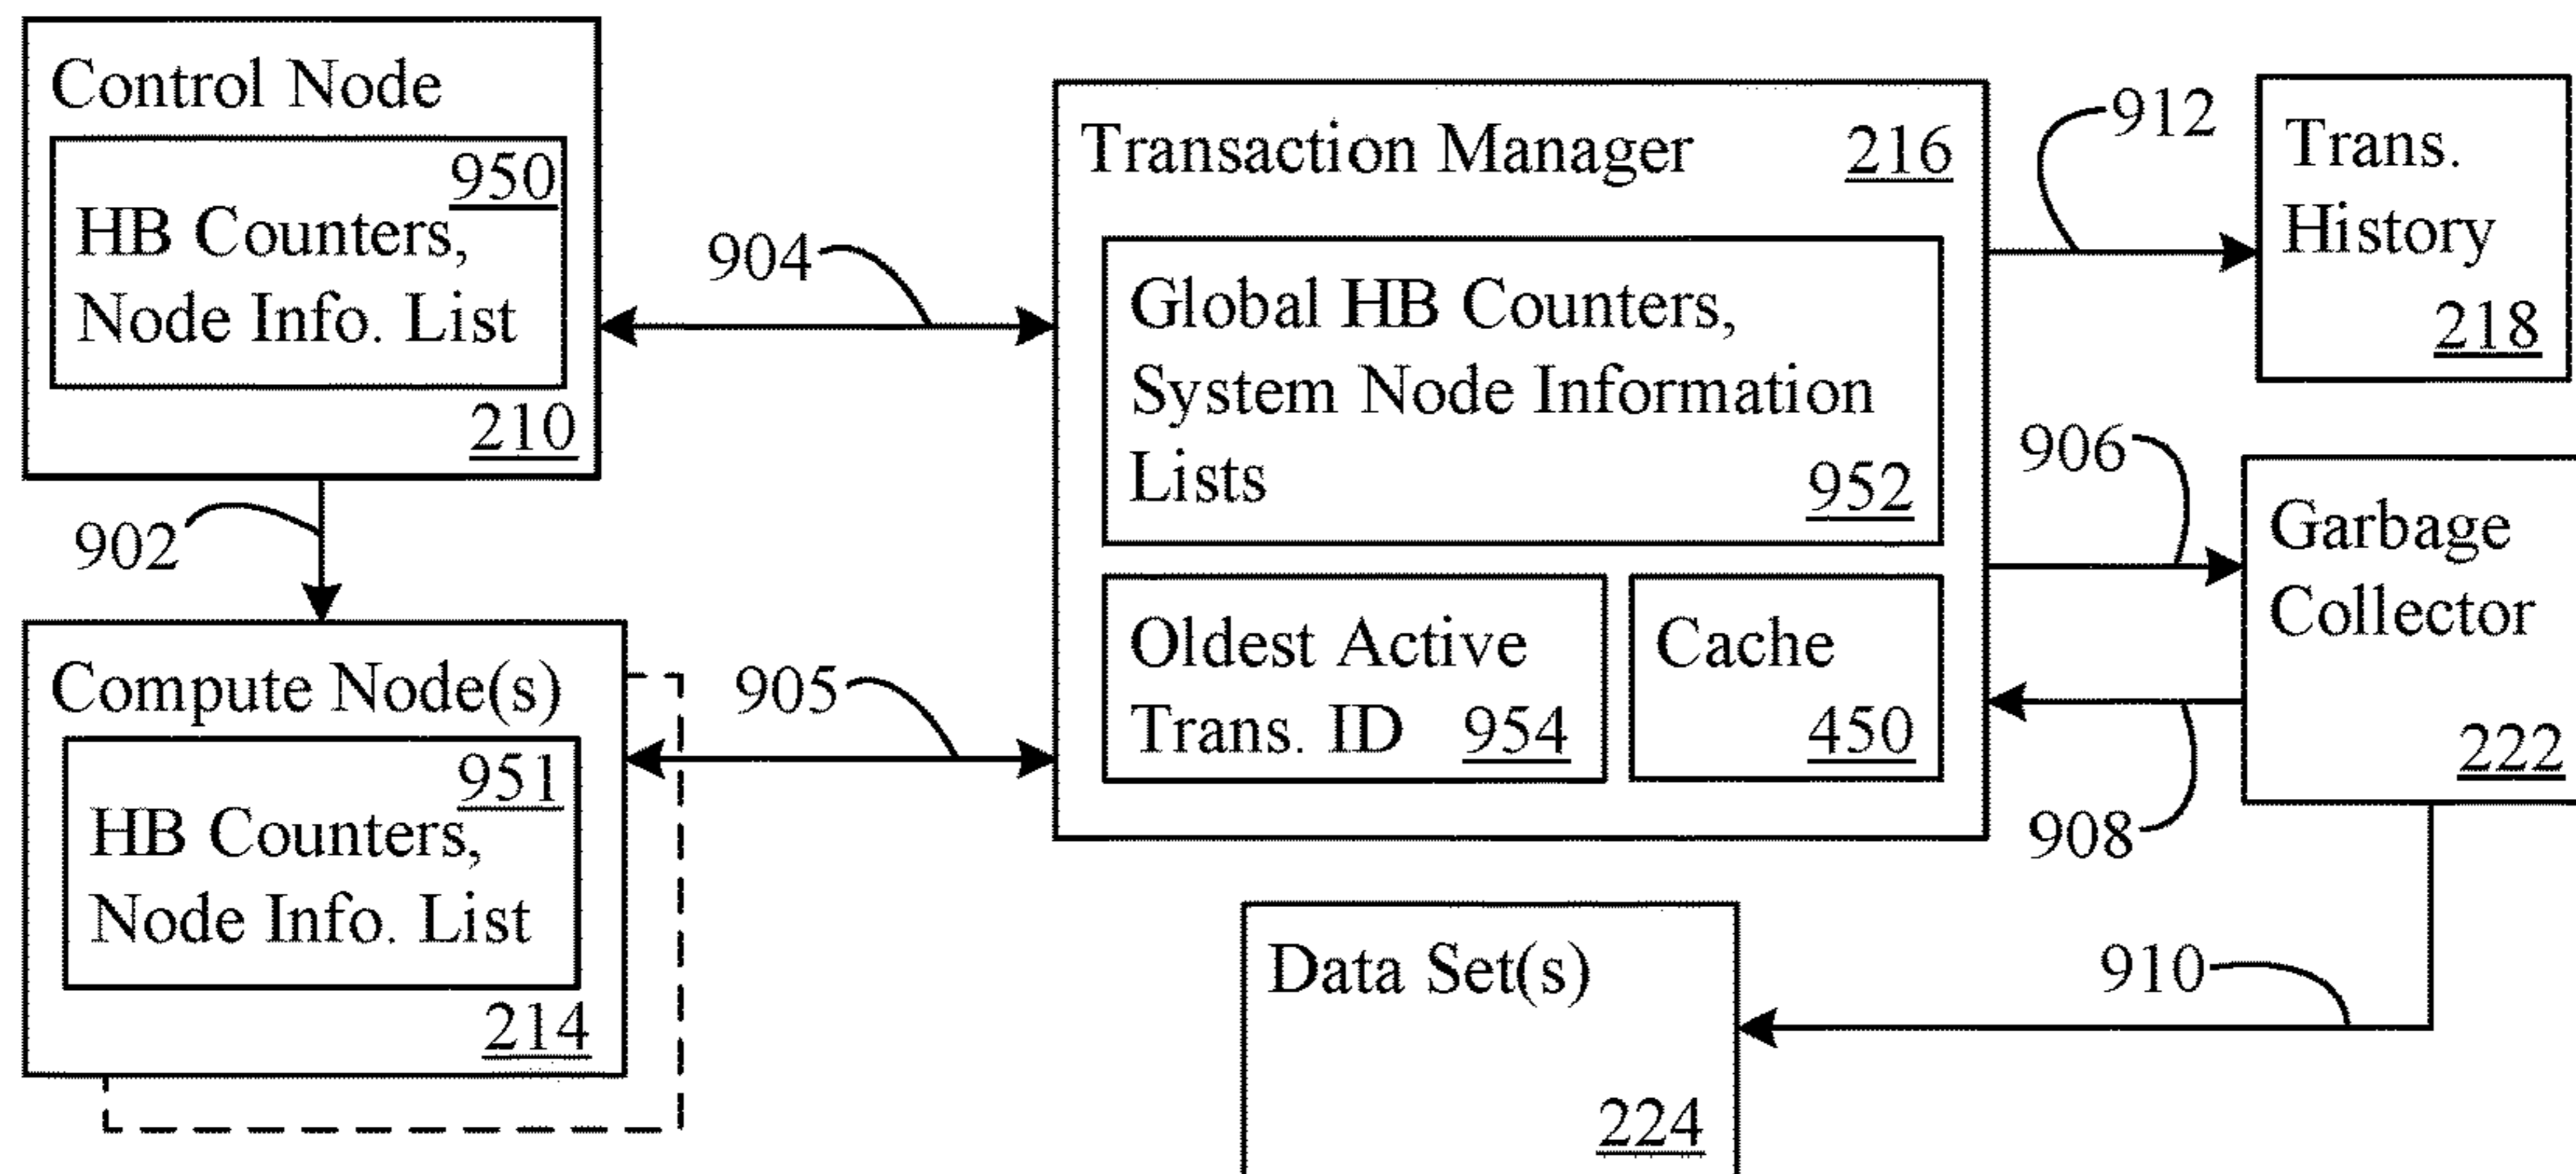 Control Node
950
HB Counters,
Node Info. List
210
902
904
Compute Node(s)
951
HB Counters,
Node Info. List
214
905
Transaction Manager 216
Global HB Counters,
System Node Information
Lists 952
Oldest Active
Trans. ID 954
Cache
450
912
Trans.
History
218
906
Garbage
Collector
222
908
910
Data Set(s)
224